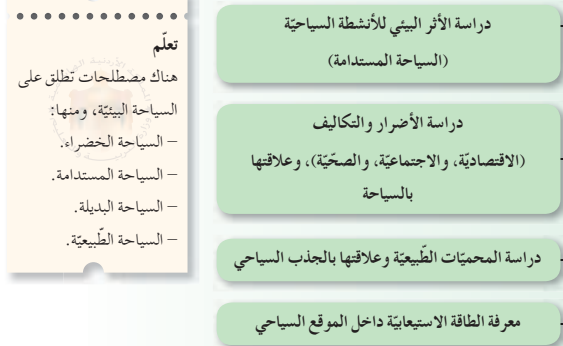 دراسة الأثر البيئي للأنشطة السياحيّة
(السياحة المستدامة)
دراسة الأضرار والتكاليف
(الاقتصاديّة، والاجتماعيّة، والصحّيّة)، وعلاقتها
بالسياحة
دراسة المحميّات الطّبيعيّة وعلاقتها بالجذب السياحي
معرفة الطاقة الاستيعابيّة داخل الموقع السياحي
تعلّم
هناك مصطلحات تطلق على
السياحة البيئيّة، ومنها:
– السياحة الخضراء.
– السياحة المستدامة.
– السياحة البديلة.
– السياحة الطّبيعيّة.